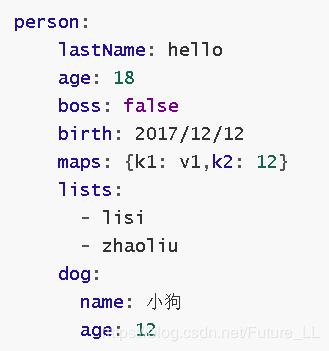 person:
    lastName: hello
    age: 18
    boss: false
    birth: 2017/12/12
    maps: {k1: v1,k2: 12}
    lists:
      - lisi
      - zhaoliu
    dog:
      name: 小狗
      age: 12
https://blog.csdn.net/Future_LL